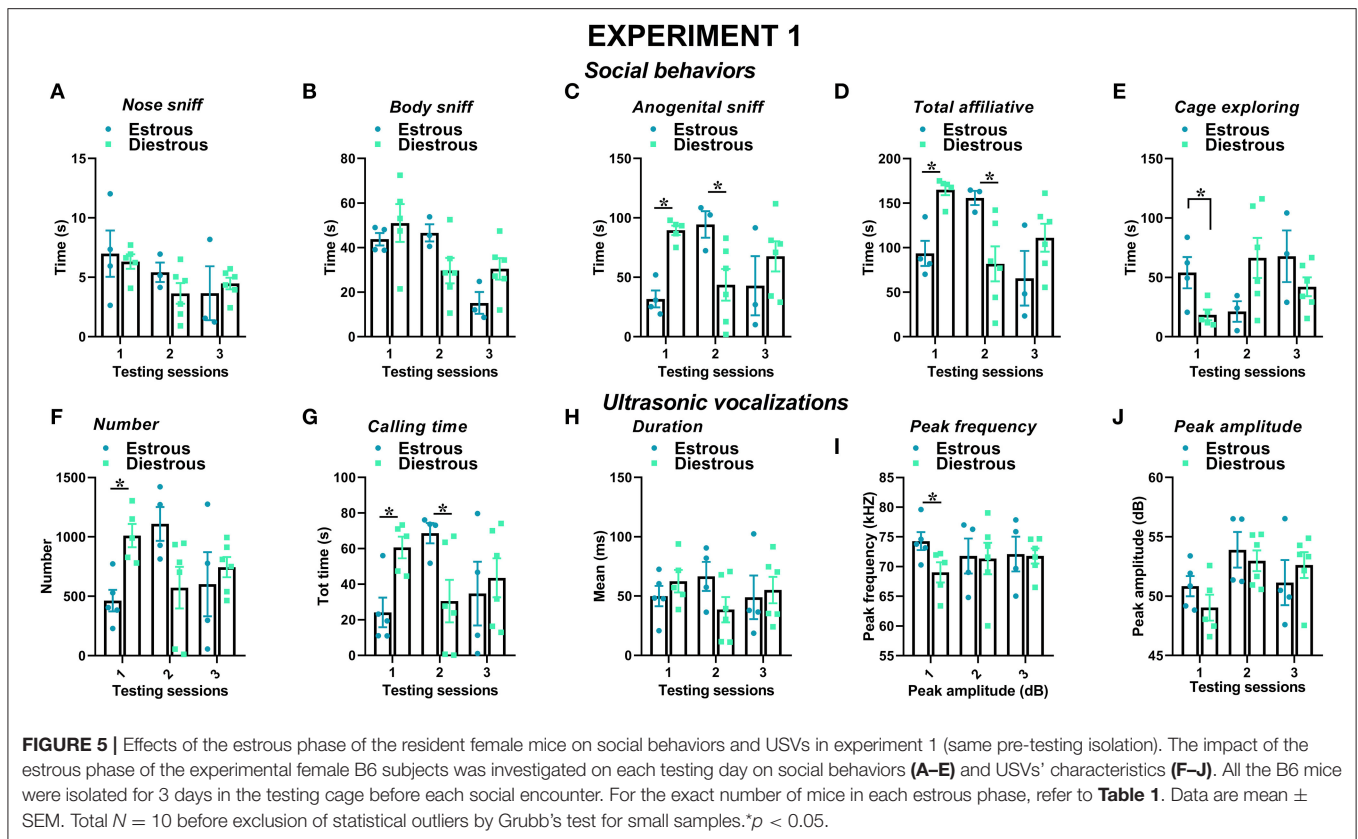 EXPERIMENT 1
Social behaviors
A
Nose sniff
Estrous
Diestrous
15
10
5
0
Time (s)
1 2 3
Testing sessions
B
Body sniff
Estrous
Diestrous
80
60
40
20
0
Time (s)
1 2 3
Testing sessions
C
Anogenital sniff
Estrous
Diestrous
150
100
50
0
Time (s)
* *
1 2 3
Testing sessions
D
Total affiliative
Estrous
Diestrous
200
150
100
50
0
Time (s)
* *
1 2 3
Testing sessions
E
Cage exploring
Estrous
Diestrous
150
100
50
0
Time (s)
*
1 2 3
Testing sessions
Ultrasonic vocalizations
F
Number
Estrous
Diestrous
1500
1000
500
0
Number
*
1 2 3
Testing sessions
G
Calling time
Estrous
Diestrous
100
80
60
40
20
0
Tot time (s)
* *
1 2 3
Testing sessions
H
Duration
Estrous
Diestrous
150
100
50
0
Mean (ms)
1 2 3
Testing sessions
I
Peak frequency
Estrous
Diestrous
85
80
75
70
65
60
55
Peak frequency (kHZ)
*
1 2 3
Peak amplitude (dB)
J
Peak amplitude
Estrous
Diestrous
60
55
50
45
Peak amplitude (dB)
1 2 3
Testing sessions
FIGURE 5 | Effects of the estrous phase of the resident female mice on social behaviors and USVs in experiment 1 (same pre-testing isolation). The impact of the
estrous phase of the experimental female B6 subjects was investigated on each testing day on social behaviors (A–E) and USVs' characteristics (F–J). All the B6 mice
were isolated for 3 days in the testing cage before each social encounter. For the exact number of mice in each estrous phase, refer to Table 1. Data are mean ±
SEM. Total N = 10 before exclusion of statistical outliers by Grubb's test for small samples.*p < 0.05.